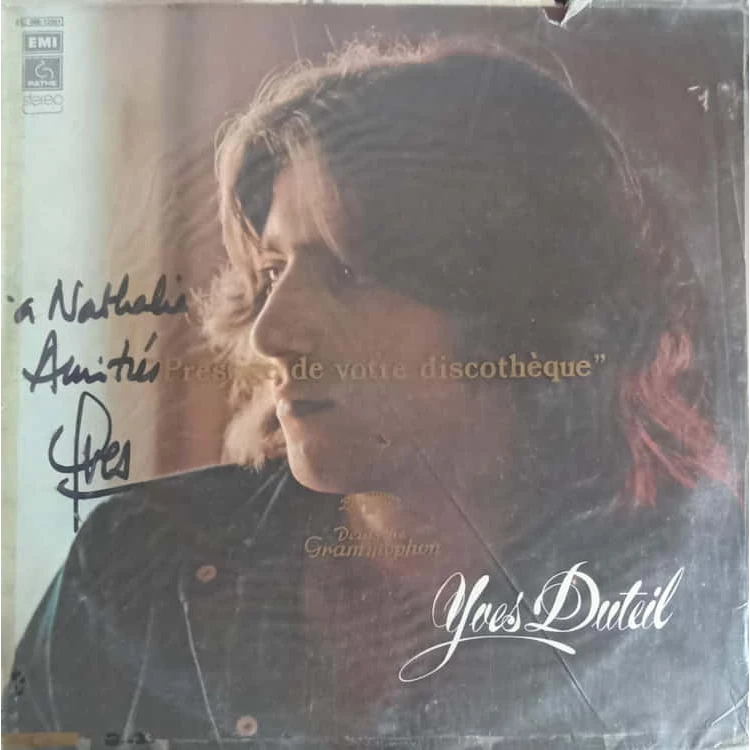 EMI
PATHE
stereo
a Nathalie
Amitiés
Yves
de votre discothèque"
Deutsche
Grammophon
Yves Duteil